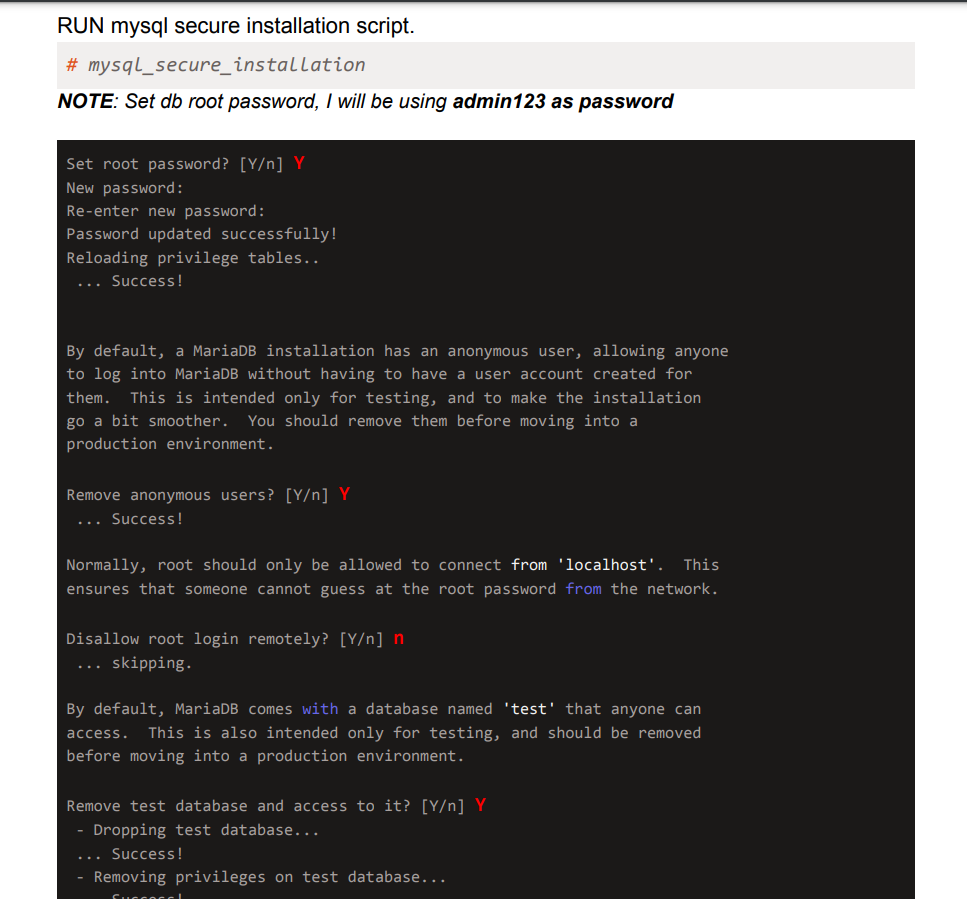 RUN mysql secure installation script.
# mysql_secure_installation
NOTE: Set db root password, I will be using admin123 as password
Set root password? [Y/n] Y
New password:
Re-enter new password:
Password updated successfully!
Reloading privilege tables..
... Success!
By default, a MariaDB installation has an anonymous user, allowing anyone
to log into MariaDB without having to have a user account created for
them.  This is intended only for testing, and to make the installation
go a bit smoother.  You should remove them before moving into a
production environment.
Remove anonymous users? [Y/n] Y
... Success!
Normally, root should only be allowed to connect from 'localhost'.  This
ensures that someone cannot guess at the root password from the network.
Disallow root login remotely? [Y/n] n
... skipping.
By default, MariaDB comes with a database named 'test' that anyone can
access.  This is also intended only for testing, and should be removed
before moving into a production environment.
Remove test database and access to it? [Y/n] Y
- Dropping test database...
... Success!
- Removing privileges on test database...
... Success!